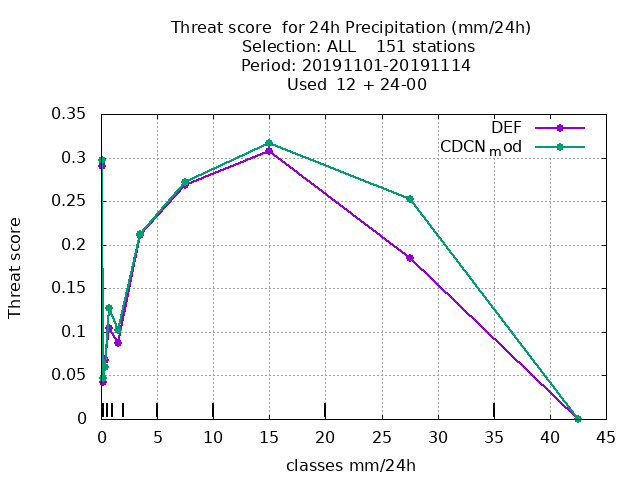 Threat score  for 24h Precipitation (mm/24h)
Selection: ALL    151 stations
Period: 20191101-20191114
Used  12 + 24-00
DEF
CDCNmod
0.35
0.3
0.25
0.2
0.15
0.1
0.05
0
Threat score
0 5 10 15 20 25 30 35 40 45
classes mm/24h